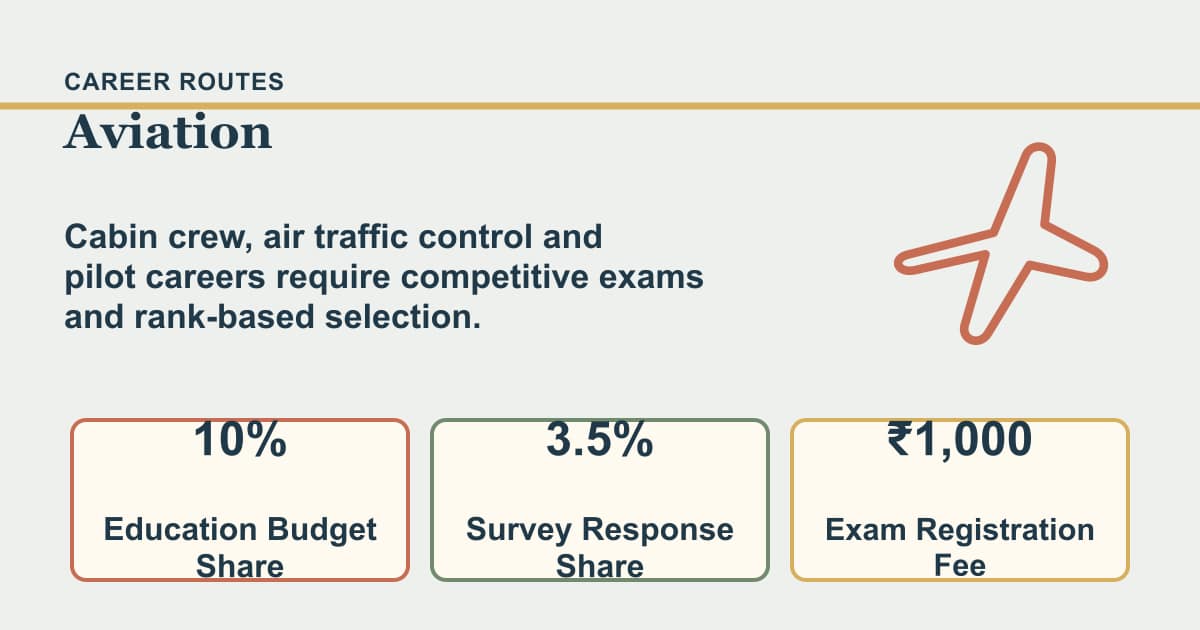 CAREER ROUTES
Aviation
Cabin crew, air traffic control and
pilot careers require competitive exams
and rank-based selection.
10%
Education Budget
Share
3.5%
Survey Response
Share
₹1,000
Exam Registration
Fee